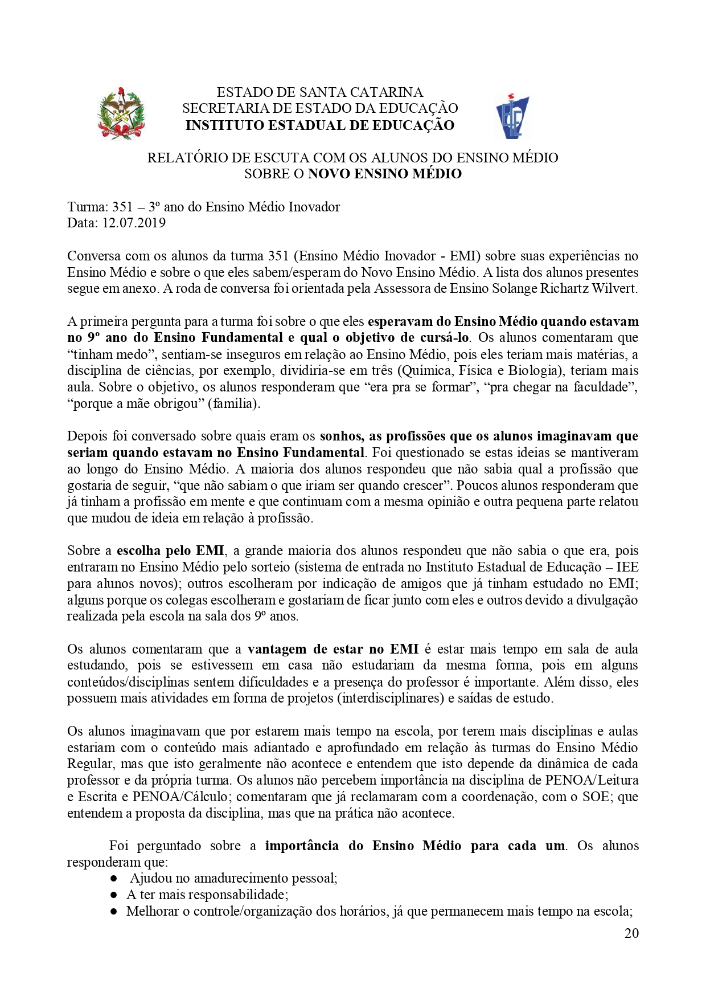 ESTADO DE SANTA CATARINA
SECRETARIA DE ESTADO DA EDUCAÇÃO
INSTITUTO ESTADUAL DE EDUCAÇÃO
RELATÓRIO DE ESCUTA COM OS ALUNOS DO ENSINO MÉDIO
SOBRE O NOVO ENSINO MÉDIO
Turma: 351 – 3º ano do Ensino Médio Inovador
Data: 12.07.2019
Conversa com os alunos da turma 351 (Ensino Médio Inovador - EMI) sobre suas experiências no
Ensino Médio e sobre o que eles sabem/esperam do Novo Ensino Médio. A lista dos alunos presentes
segue em anexo. A roda de conversa foi orientada pela Assessora de Ensino Solange Richartz Wilvert.
A primeira pergunta para a turma foi sobre o que eles esperavam do Ensino Médio quando estavam
no 9º ano do Ensino Fundamental e qual o objetivo de cursá-lo. Os alunos comentaram que
“tinham medo”, sentiam-se inseguros em relação ao Ensino Médio, pois eles teriam mais matérias, a
disciplina de ciências, por exemplo, dividiria-se em três (Química, Física e Biologia), teriam mais
aula. Sobre o objetivo, os alunos responderam que “era pra se formar”, “pra chegar na faculdade”,
“porque a mãe obrigou” (família).
Depois foi conversado sobre quais eram os sonhos, as profissões que os alunos imaginavam que
seriam quando estavam no Ensino Fundamental. Foi questionado se estas ideias se mantiveram
ao longo do Ensino Médio. A maioria dos alunos respondeu que não sabia qual a profissão que
gostaria de seguir, “que não sabiam o que iriam ser quando crescer”. Poucos alunos responderam que
já tinham a profissão em mente e que continuam com a mesma opinião e outra pequena parte relatou
que mudou de ideia em relação à profissão.
Sobre a escolha pelo EMI, a grande maioria dos alunos respondeu que não sabia o que era, pois
entraram no Ensino Médio pelo sorteio (sistema de entrada no Instituto Estadual de Educação – IEE
para alunos novos); outros escolheram por indicação de amigos que já tinham estudado no EMI;
alguns porque os colegas escolheram e gostariam de ficar junto com eles e outros devido a divulgação
realizada pela escola na sala dos 9º anos.
Os alunos comentaram que a vantagem de estar no EMI é estar mais tempo em sala de aula
estudando, pois se estivessem em casa não estudariam da mesma forma, pois em alguns
conteúdos/disciplinas sentem dificuldades e a presença do professor é importante. Além disso, eles
possuem mais atividades em forma de projetos (interdisciplinares) e saídas de estudo.
Os alunos imaginavam que por estarem mais tempo na escola, por terem mais disciplinas e aulas
estariam com o conteúdo mais adiantado e aprofundado em relação às turmas do Ensino Médio
Regular, mas que isto geralmente não acontece e entendem que isto depende da dinâmica de cada
professor e da própria turma. Os alunos não percebem importância na disciplina de PENOA/Leitura
e Escrita e PENOA/Cálculo; comentaram que já reclamaram com a coordenação, com o SOE; que
entendem a proposta da disciplina, mas que na prática não acontece.
Foi perguntado sobre a importância do Ensino Médio para cada um. Os alunos
responderam que:
● Ajudou no amadurecimento pessoal;
● A ter mais responsabilidade;
● Melhorar o controle/organização dos horários, já que permanecem mais tempo na escola;
20